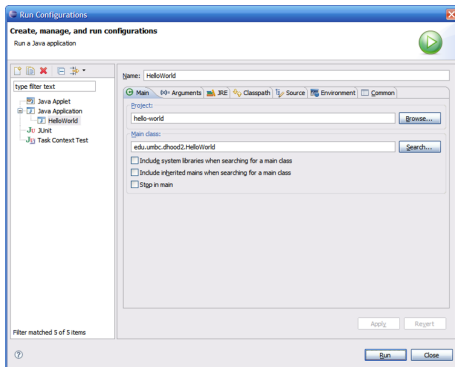 Run Configurations
Create, manage, and run configurations
Run a Java application
type filter text
Java Applet
Java Application
HelloWorld
JUnit
Task Context Test
Filter matched 5 of 5 items
Name: HelloWorld
Main (x)= Arguments JRE Classpath Source Environment Common
Project:
hello-world Browse...
Main class:
edu.umbc.dhood2.HelloWorld Search...
Include system libraries when searching for a main class
Include inherited mains when searching for a main class
Stop in main
Apply Revert
Run Close